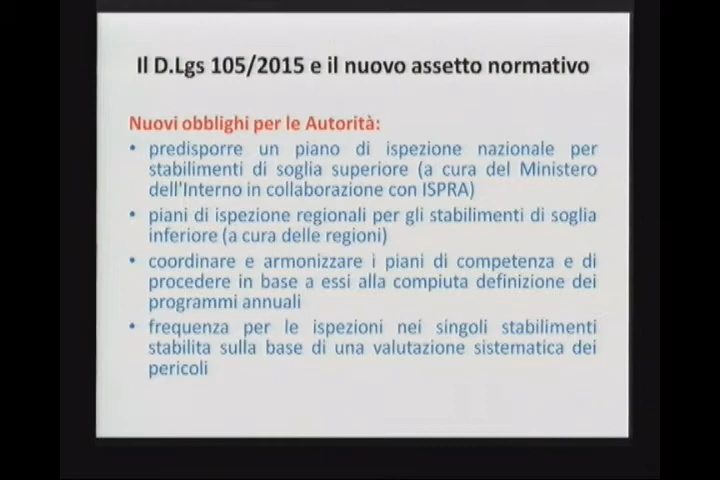 Il D.Lgs 105/2015 e il nuovo assetto normativo
Nuovi obblighi per le Autorità:
• predisporre un piano di ispezione nazionale per
stabilimenti di soglia superiore (a cura del Ministero
dell'Interno in collaborazione con ISPRA)
• piani di ispezione regionali per gli stabilimenti di soglia
inferiore (a cura delle regioni)
• coordinare e armonizzare i piani di competenza e di
procedere in base a essi alla compiuta definizione dei
programmi annuali
• frequenza per le ispezioni nei singoli stabilimenti
stabilita sulla base di una valutazione sistematica dei
pericoli